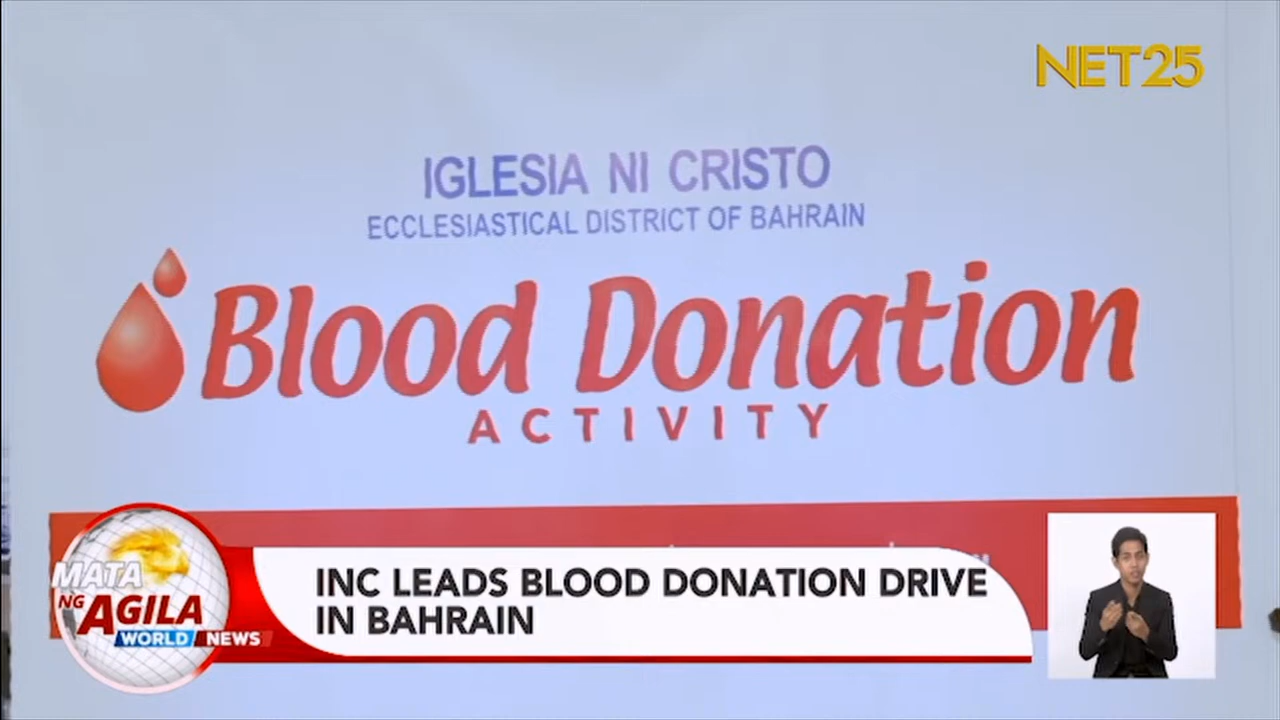 NET25
IGLESIA NI CRISTO
ECCLESIASTICAL DISTRICT OF BAHRAIN
Blood Donation
ACTIVITY
MATA
NG AGILA
WORLD NEWS
INC LEADS BLOOD DONATION DRIVE
IN BAHRAIN